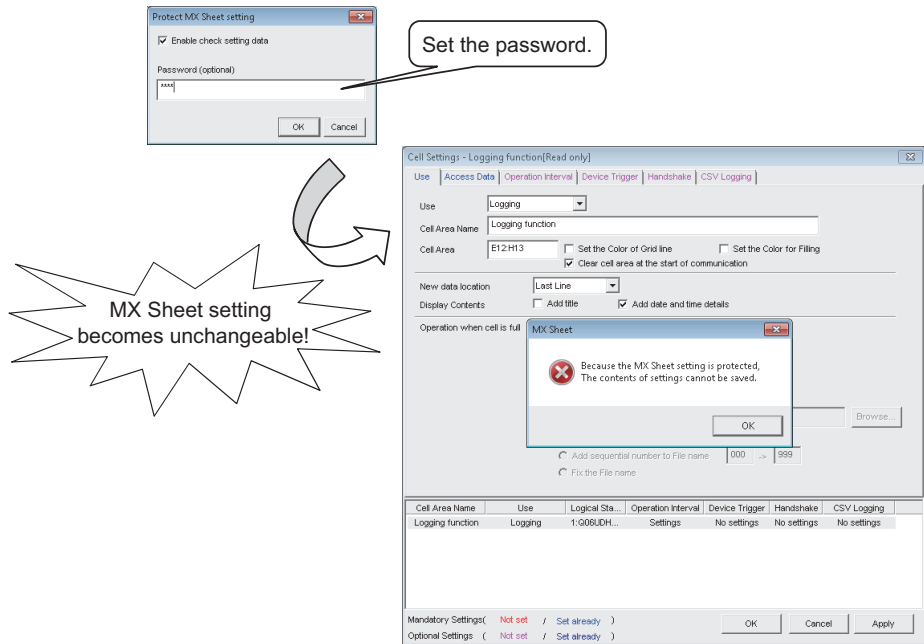 Protect MX Sheet setting
Enable check setting data
Set the password.
Password (optional)
****
OK Cancel
Cell Settings - Logging function[Read only]
Use Access Data Operation Interval Device Trigger Handshake CSV Logging
Use Logging
Cell Area Name Logging function
Cell Area E12:H13 Set the Color of Grid line Set the Color for Filling
Clear cell area at the start of communication
New data location Last Line
Display Contents Add title Add date and time details
MX Sheet setting
becomes unchangeable!
Operation when cell is full
MX Sheet
Because the MX Sheet setting is protected,
The contents of settings cannot be saved.
OK
Browse...
Add sequential number to File name 000 -> 999
Fix the File name
Cell Area Name Use Logical Sta... Operation Interval Device Trigger Handshake CSV Logging
Logging function Logging 1:Q06UDH... Settings No settings No settings No settings
Mandatory Settings( Not set / Set already )
Optional Settings ( Not set / Set already )
OK Cancel Apply